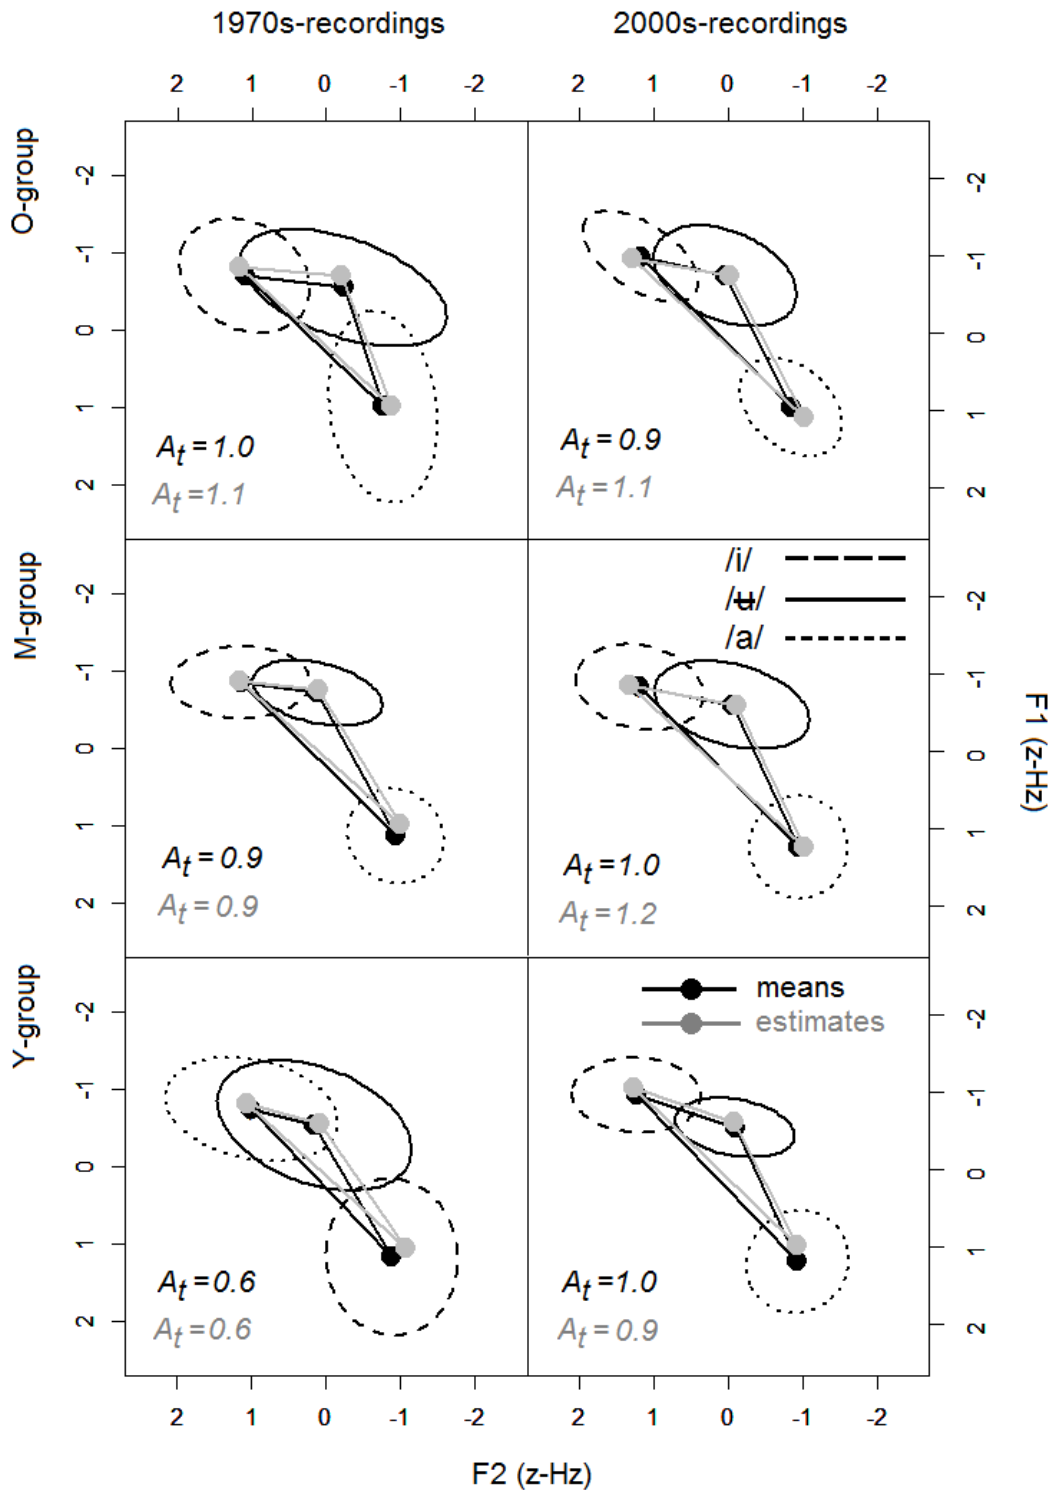 1970s-recordings 2000s-recordings
2 1 0 -1 -2 2 1 0 -1 -2
O-group
-2 -1 0 1 2
-2 -1 0 1 2
At=1.0
At=1.1
At=0.9
At=1.1
M-group
-2 -1 0 1 2
-2 -1 0 1 2
/i/
/ʉ/
/a/
At=0.9
At=0.9
At=1.0
At=1.2
F1 (z-Hz)
Y-group
-2 -1 0 1 2
-2 -1 0 1 2
means
estimates
At=0.6
At=0.6
At=1.0
At=0.9
2 1 0 -1 -2 2 1 0 -1 -2
F2 (z-Hz)